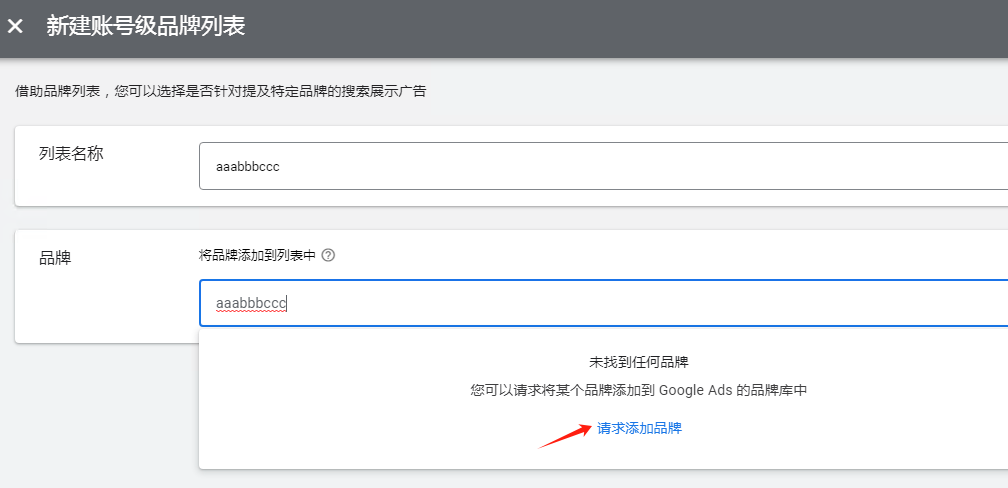 新建账号级品牌列表
借助品牌列表，您可以选择是否针对提及特定品牌的搜索展示广告
列表名称
aaabbbccc
品牌
将品牌添加到列表中
aaabbbccc
未找到任何品牌
您可以请求将某个品牌添加到 Google Ads 的品牌库中
请求添加品牌